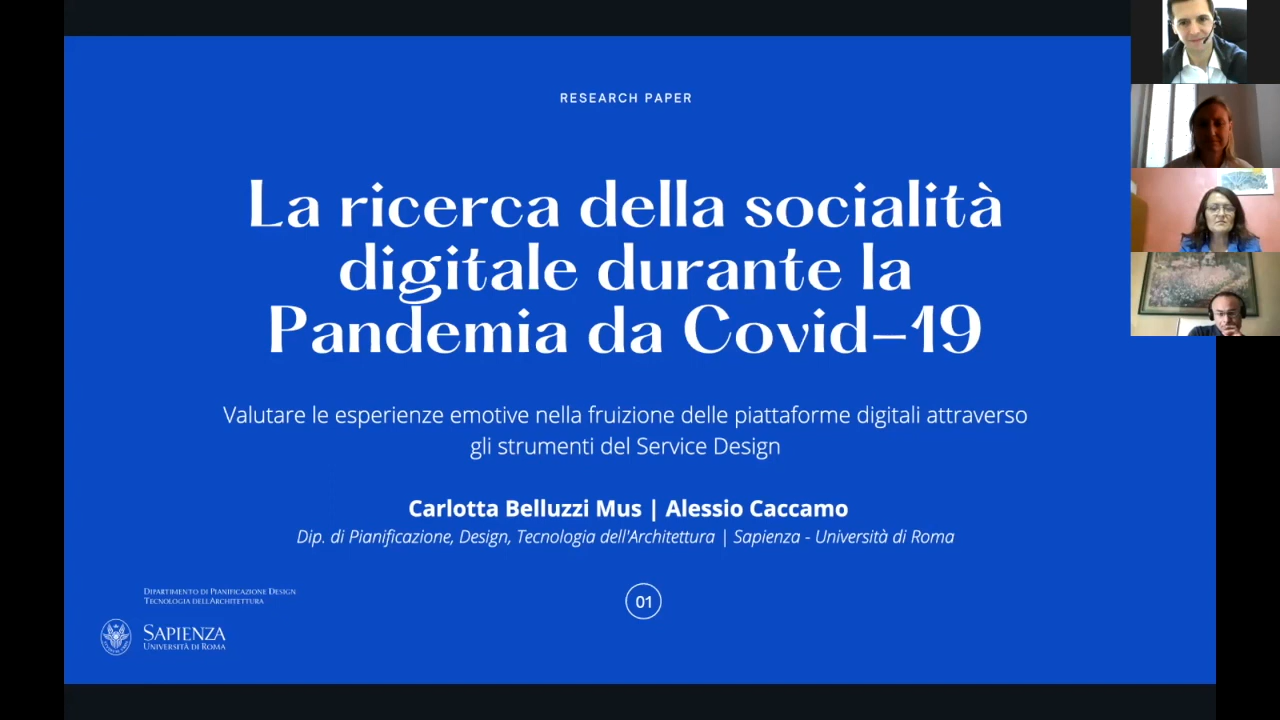 RESEARCH PAPER
La ricerca della socialità
digitale durante la
Pandemia da Covid–19
Valutare le esperienze emotive nella fruizione delle piattaforme digitali attraverso
gli strumenti del Service Design
Carlotta Belluzzi Mus | Alessio Caccamo
Dip. di Pianificazione, Design, Tecnologia dell'Architettura | Sapienza - Università di Roma
01
Dipartimento di Pianificazione Design
Tecnologia dell'Architettura
Sapienza
Università di Roma